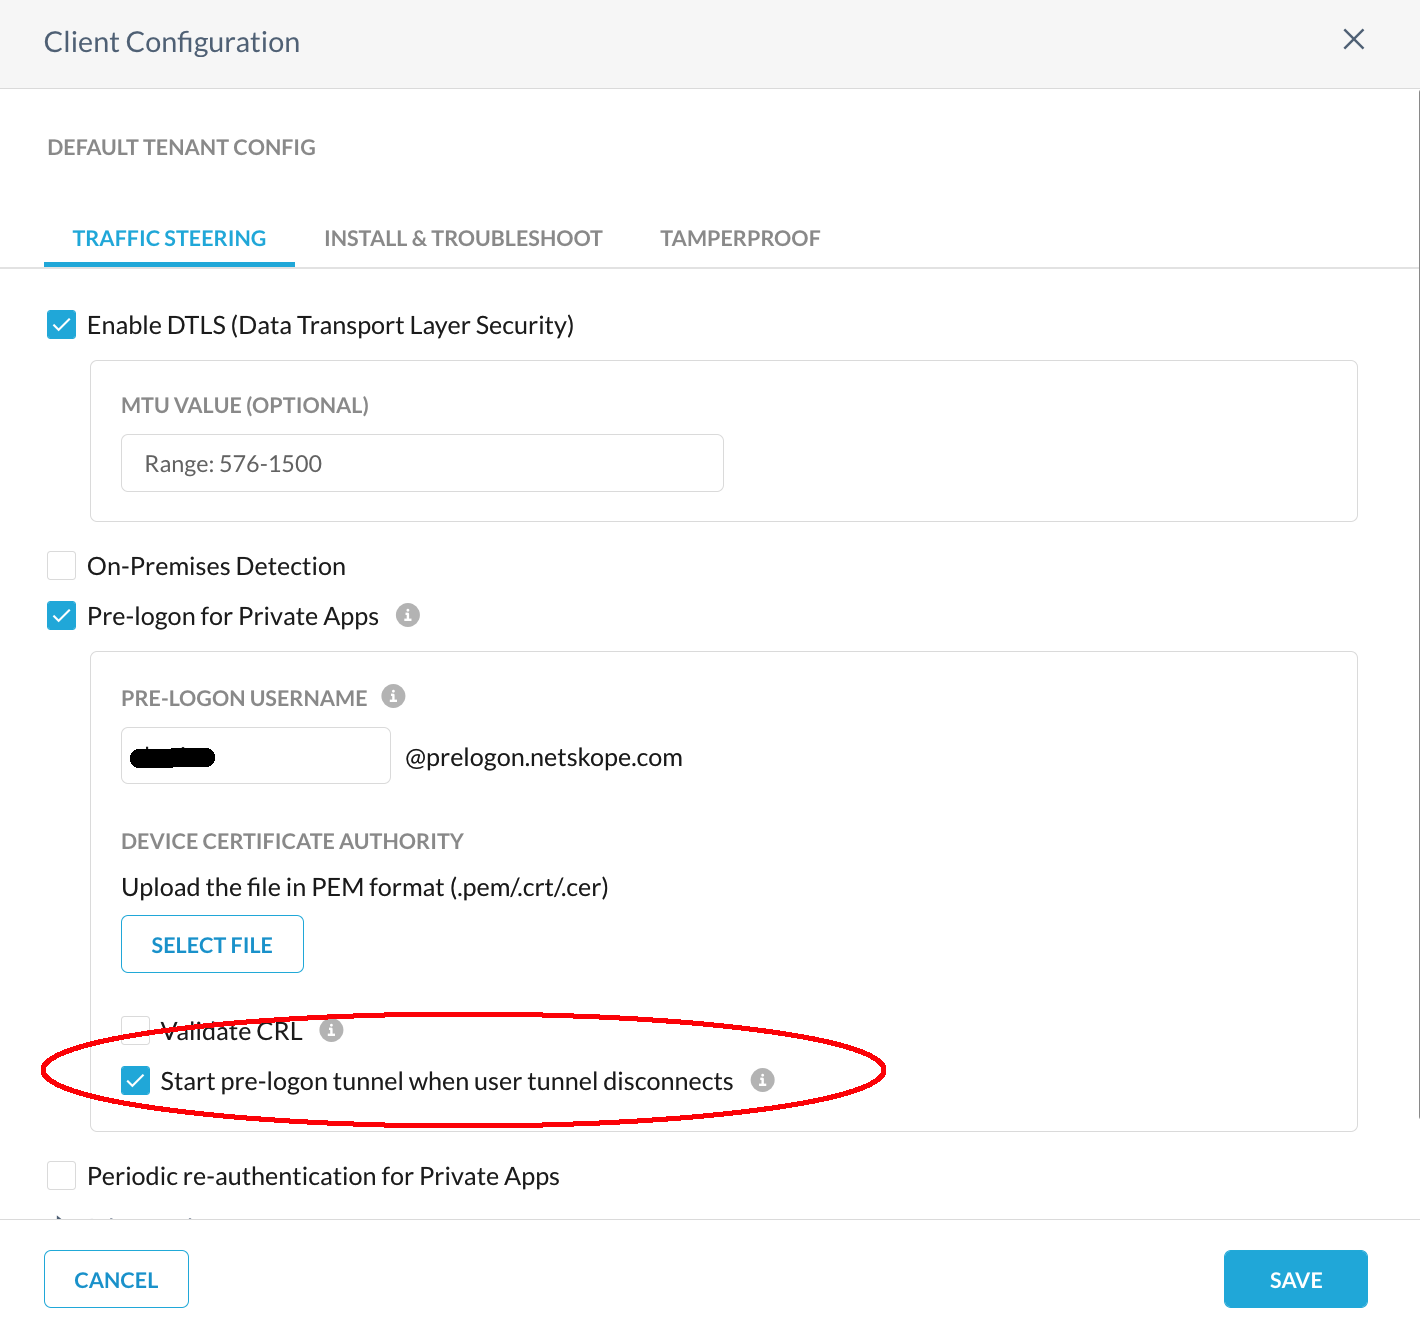 Client Configuration
DEFAULT TENANT CONFIG
TRAFFIC STEERING INSTALL & TROUBLESHOOT TAMPERPROOF
Enable DTLS (Data Transport Layer Security)
MTU VALUE (OPTIONAL)
Range: 576-1500
On-Premises Detection
Pre-logon for Private Apps
PRE-LOGON USERNAME
@prelogon.netskope.com
DEVICE CERTIFICATE AUTHORITY
Upload the file in PEM format (.pem/.crt/.cer)
SELECT FILE
Validate CRL
Start pre-logon tunnel when user tunnel disconnects
Periodic re-authentication for Private Apps
CANCEL SAVE